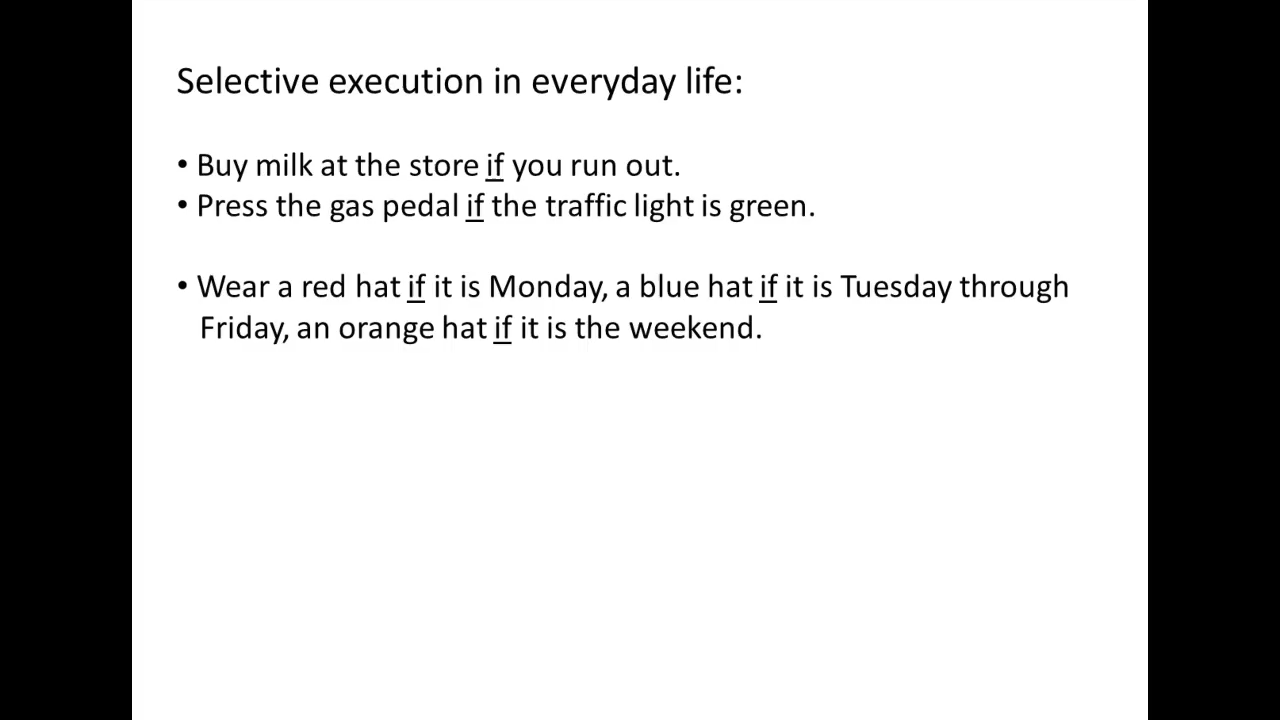 Selective execution in everyday life:
• Buy milk at the store if you run out.
• Press the gas pedal if the traffic light is green.
• Wear a red hat if it is Monday, a blue hat if it is Tuesday through
Friday, an orange hat if it is the weekend.